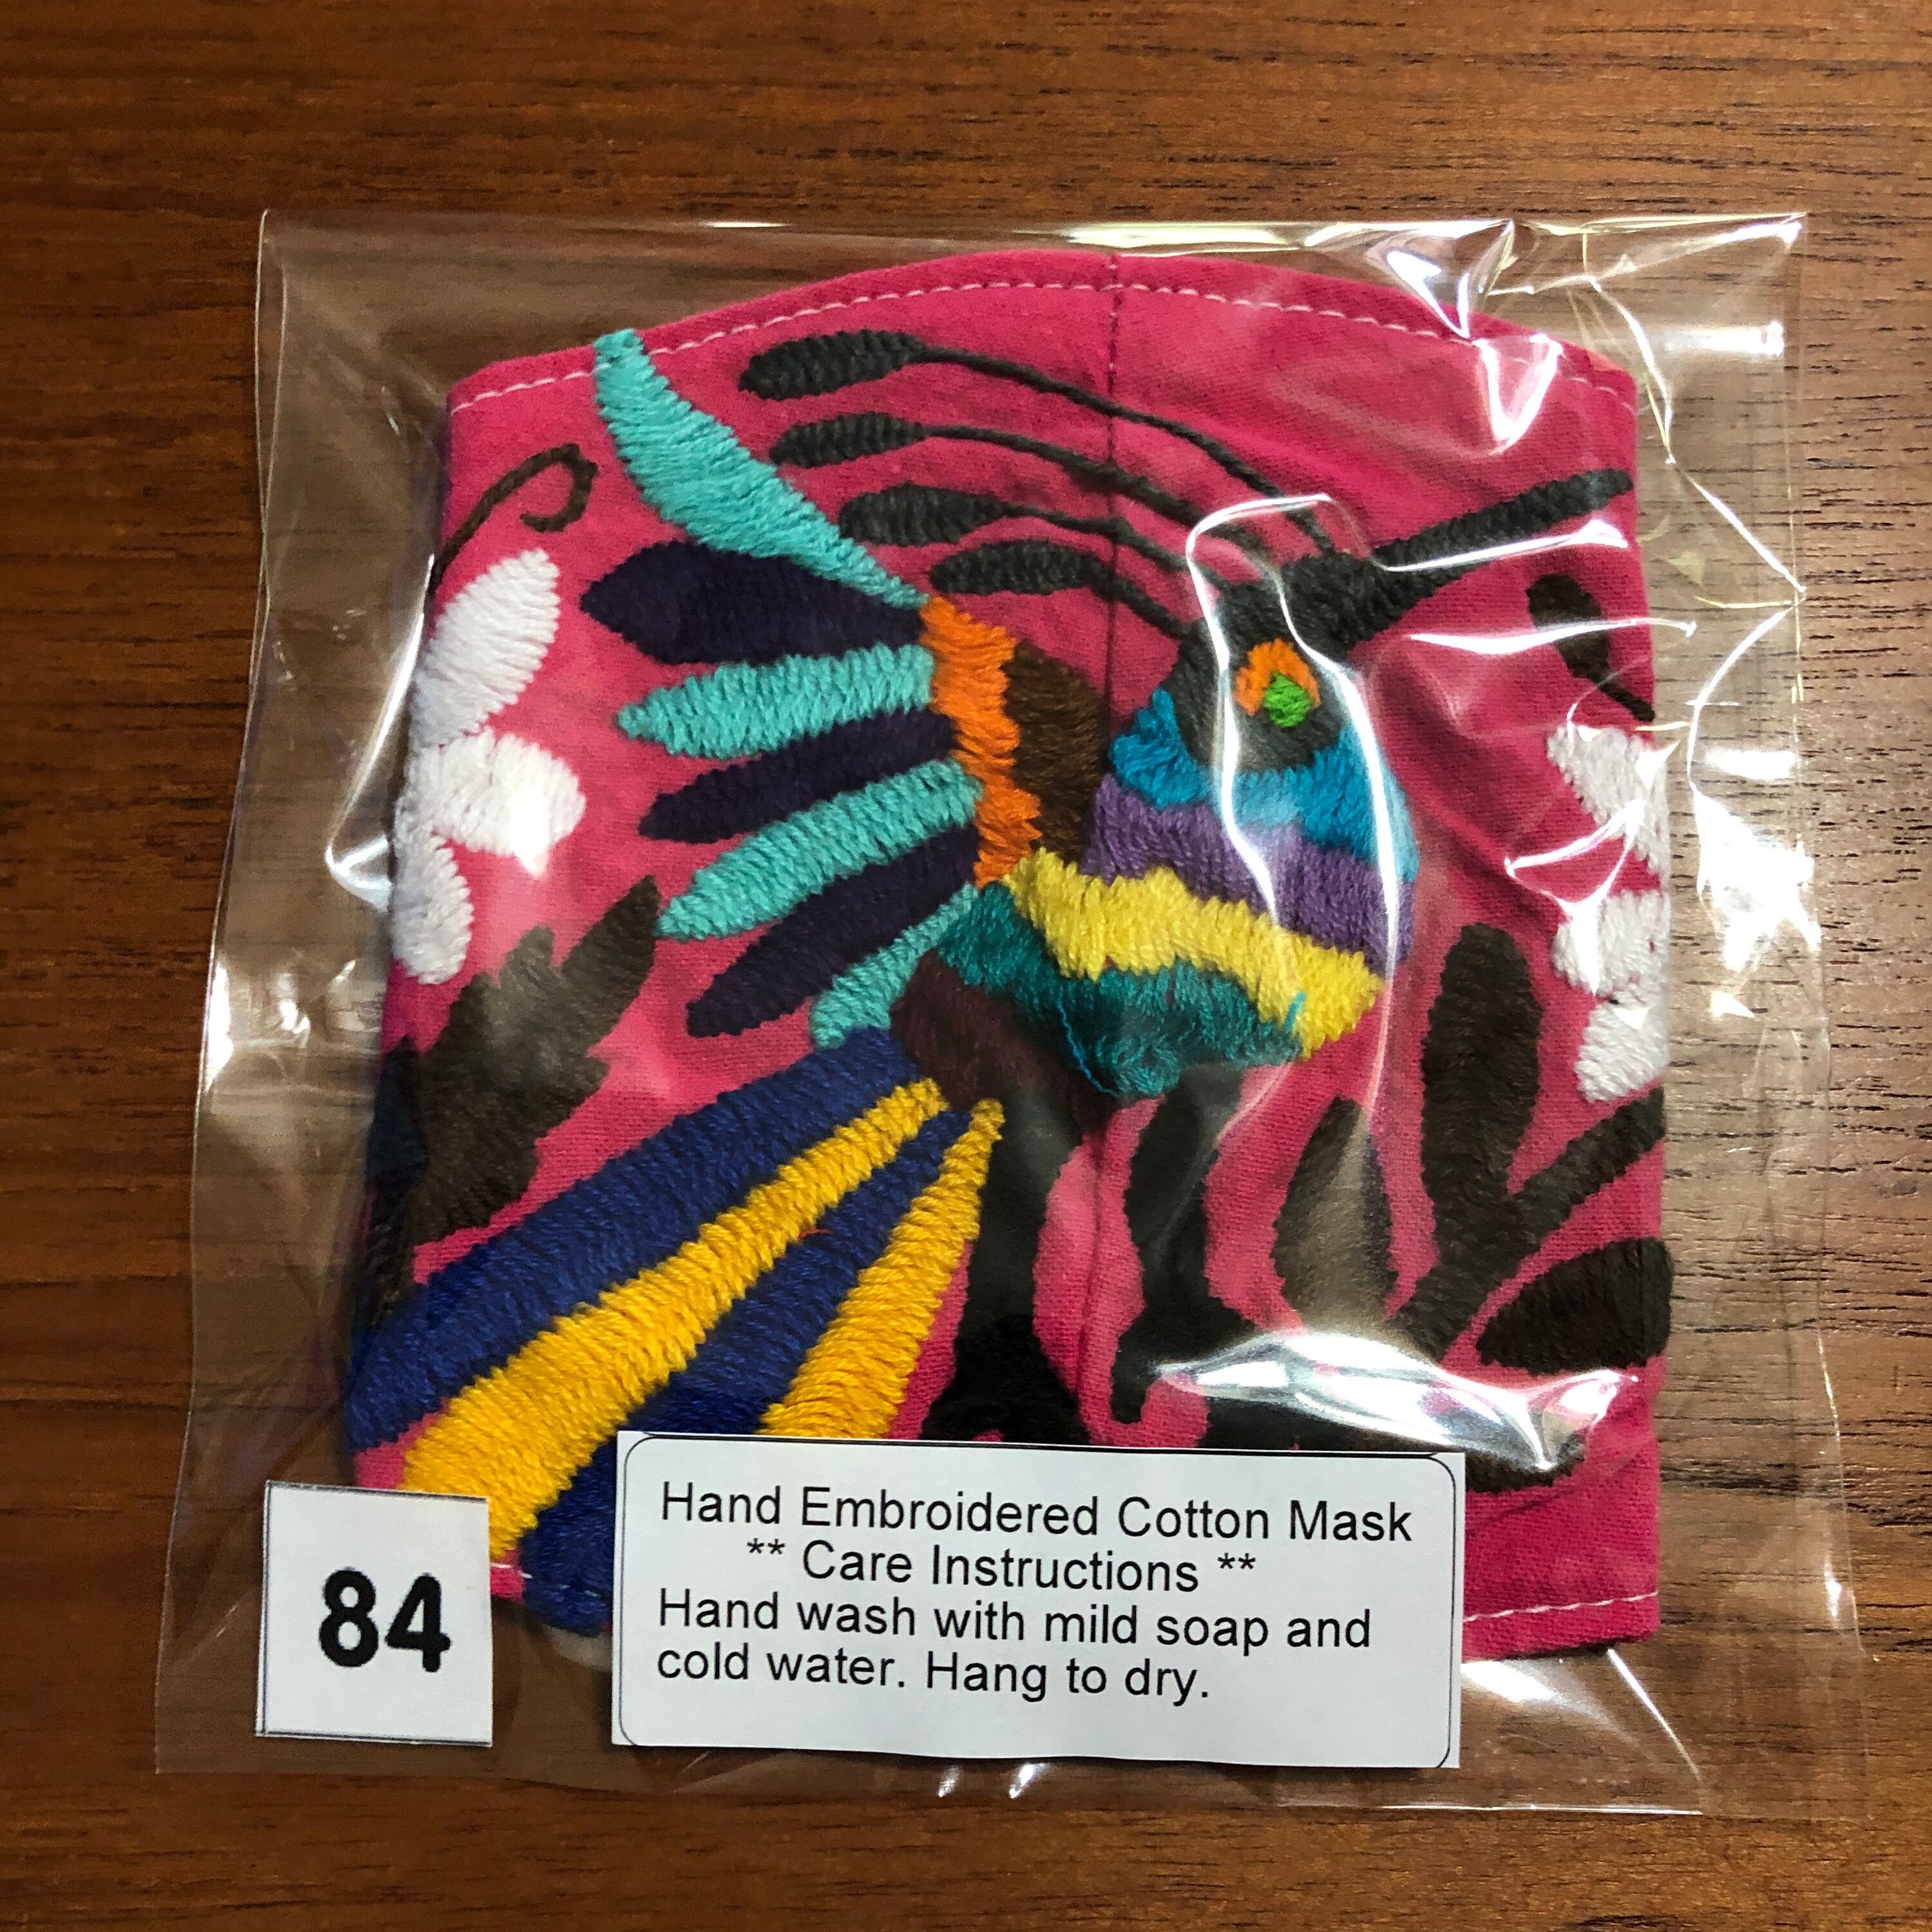 84
Hand Embroidered Cotton Mask
** Care Instructions **
Hand wash with mild soap and
cold water. Hang to dry.